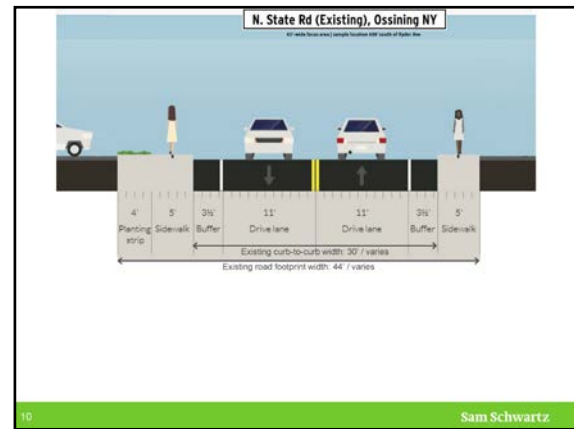 N. State Rd (Existing), Ossining NY
4' 5' 3½' 11' 11' 3½' 5'
Planting strip Sidewalk Buffer Drive lane Drive lane Buffer Sidewalk
Existing curb-to-curb width: 30' / varies
Existing road footprint width: 44' / varies
10 Sam Schwartz